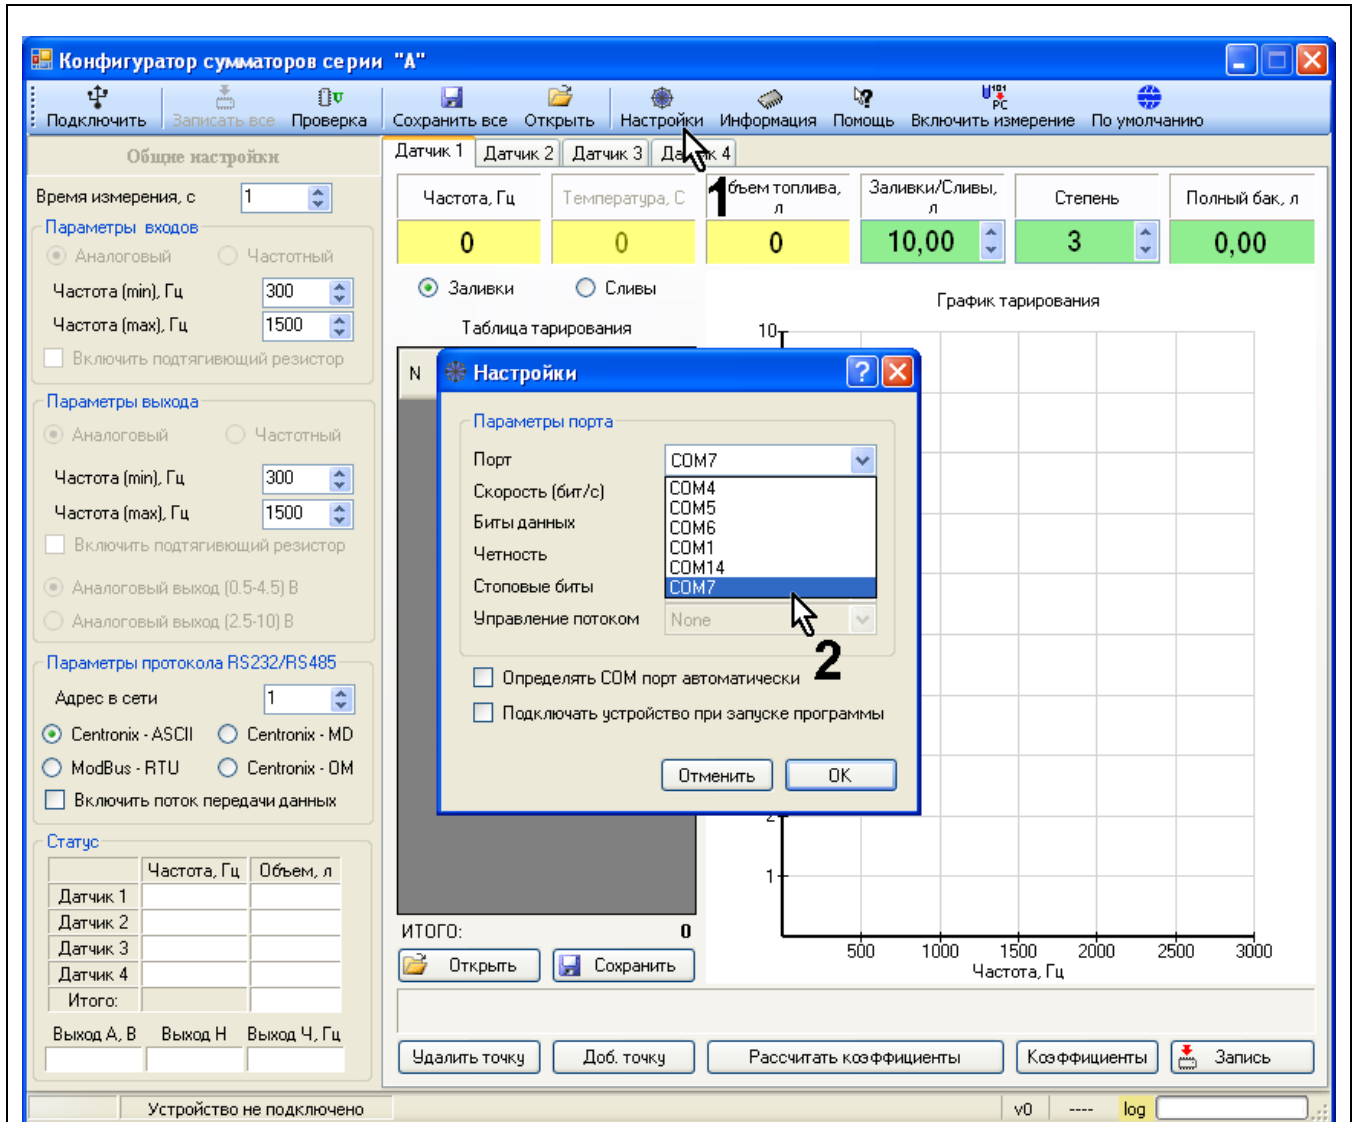 Конфигуратор сумматоров серии "А"
Подключить Записать все Проверка Сохранить все Открыть Настройки Информация Помощь Включить измерение По умолчанию
Общие настройки
Время измерения, с 1
Параметры входов
Аналоговый Частотный
Частота (min), Гц 300
Частота (max), Гц 1500
Включить подтягивющий резистор
Параметры выхода
Аналоговый Частотный
Частота (min), Гц 300
Частота (max), Гц 1500
Включить подтягивющий резистор
Аналоговый выход (0.5-4.5) В
Аналоговый выход (2.5-10) В
Параметры протокола RS232/RS485
Адрес в сети 1
Centronix - ASCII Centronix - MD
ModBus - RTU Centronix - OM
Включить поток передачи данных
Статус
Частота, Гц Объем, л
Датчик 1
Датчик 2
Датчик 3
Датчик 4
Итого:
Выход А, В Выход Н Выход Ч, Гц
Датчик 1 Датчик 2 Датчик 3 Да к 4
1
Частота, Гц Температура, С бъем топлива, л Заливки/Сливы, л Степень Полный бак, л
0 0 0 10,00 3 0,00
Заливки Сливы
Таблица тарирования
N
График тарирования
10
2
1
500 1000 1500 2000 2500 3000
Частота, Гц
Настройки
Параметры порта
Порт COM7
Скорость (бит/с)
Биты данных
Четность
Стоповые биты
COM4
COM5
COM6
COM1
COM14
COM7
Управление потоком None
2
Определять COM порт автоматически
Подключать устройство при запуске программы
Отменить OK
ИТОГО: 0
Открыть Сохранить
Удалить точку Доб. точку Рассчитать коэффициенты Коэффициенты Запись
Устройство не подключено v0 ---- log